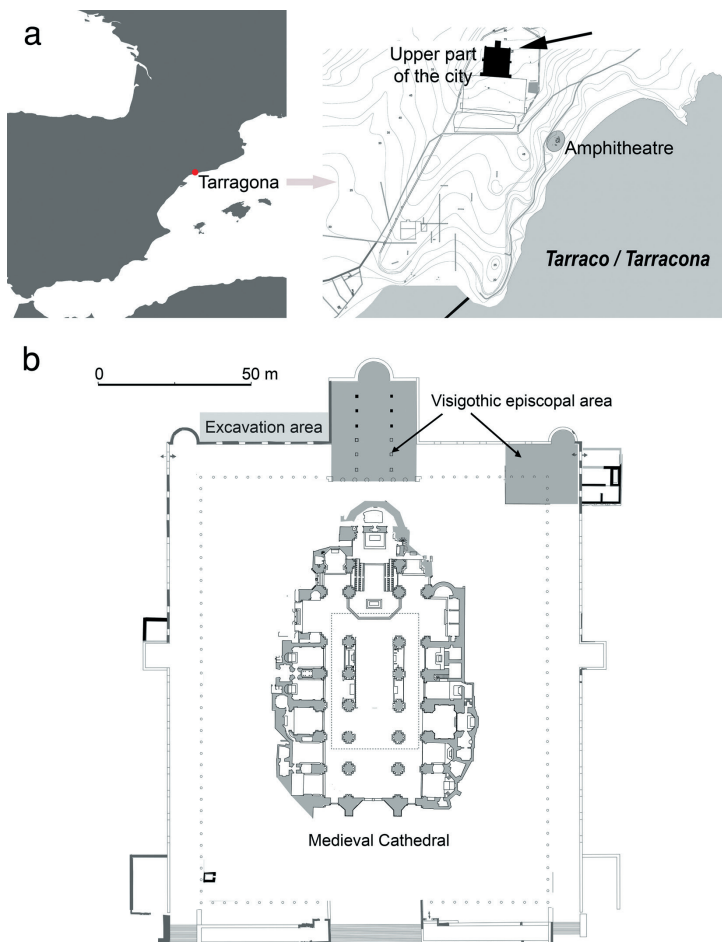 a
Upper part
of the city
Tarragona
Amphitheatre
Tarraco / Tarracona
b
0 50 m
Visigothic episcopal area
Excavation area
Medieval Cathedral